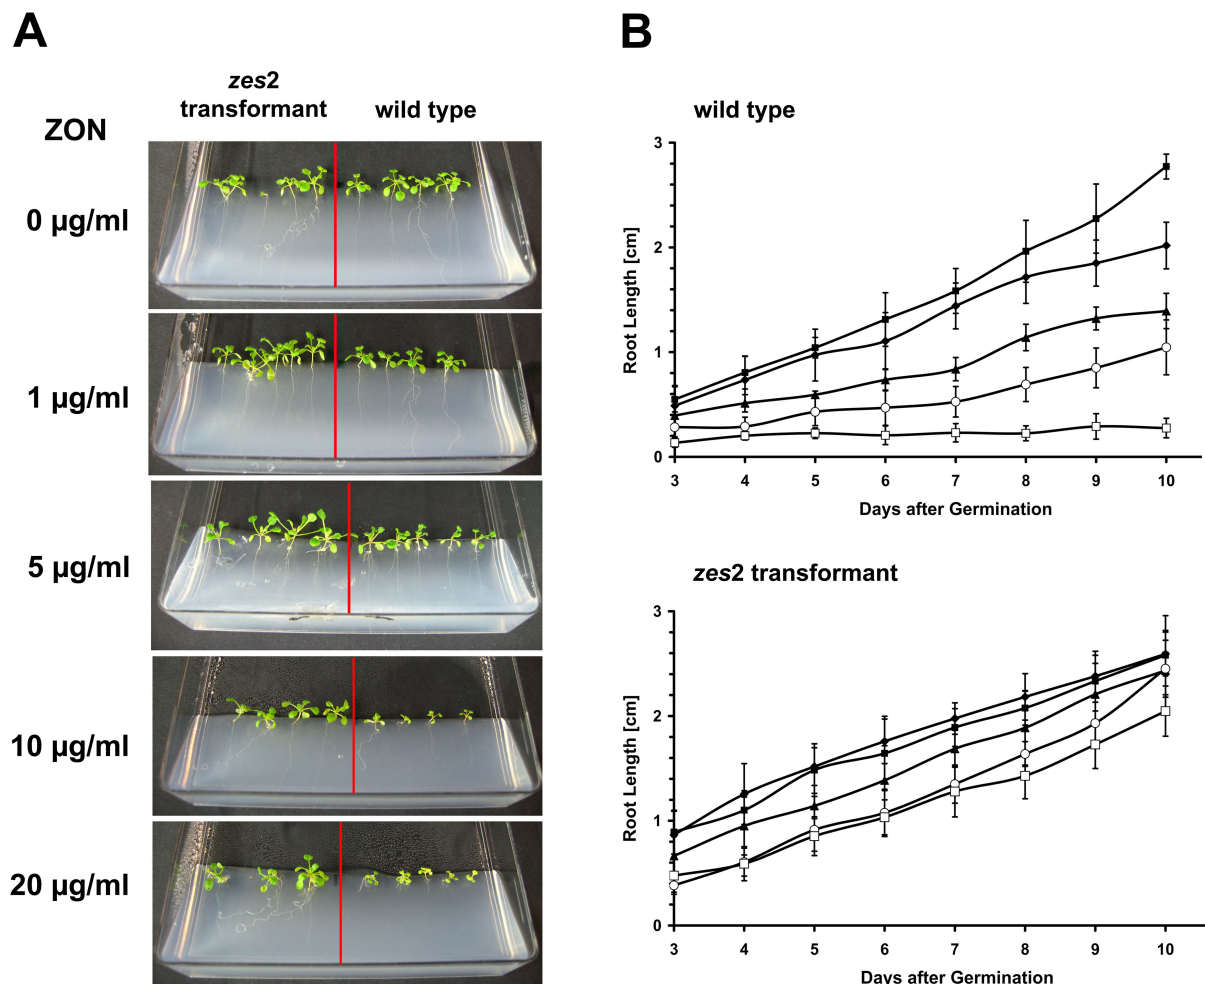 A
zes2
transformant
wild type
ZON
0 µg/ml
1 µg/ml
5 µg/ml
10 µg/ml
20 µg/ml
B
wild type
Root Length [cm]
3
2
1
0
3 4 5 6 7 8 9 10
Days after Germination
zes2 transformant
Root Length [cm]
3
2
1
0
3 4 5 6 7 8 9 10
Days after Germination